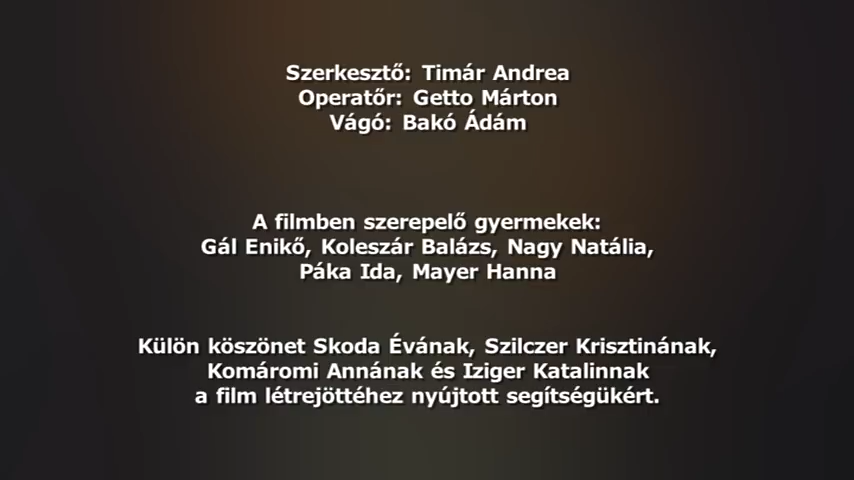 Szerkesztő: Timár Andrea
Operatőr: Getto Márton
Vágó: Bakó Ádám
A filmben szerepelő gyermekek:
Gál Enikő, Koleszár Balázs, Nagy Natália,
Páka Ida, Mayer Hanna
Külön köszönet Skoda Évának, Szilczer Krisztinának,
Komáromi Annának és Iziger Katalinnak
a film létrejöttéhez nyújtott segítségükért.